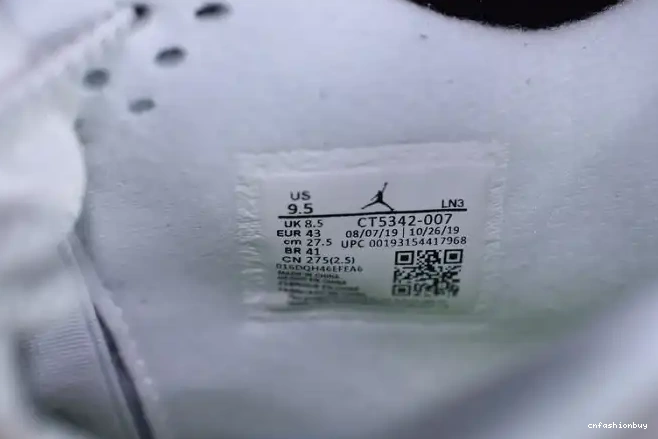 US
9.5
LN3
UK 8.5
CT5342-007
EUR 43
08/07/19 | 10/26/19
cm 27.5
UPC 00193154417968
BR 41
CN 275(2.5)
016DQH46EFEA6
MADE IN CHINA
cnfashionbuy